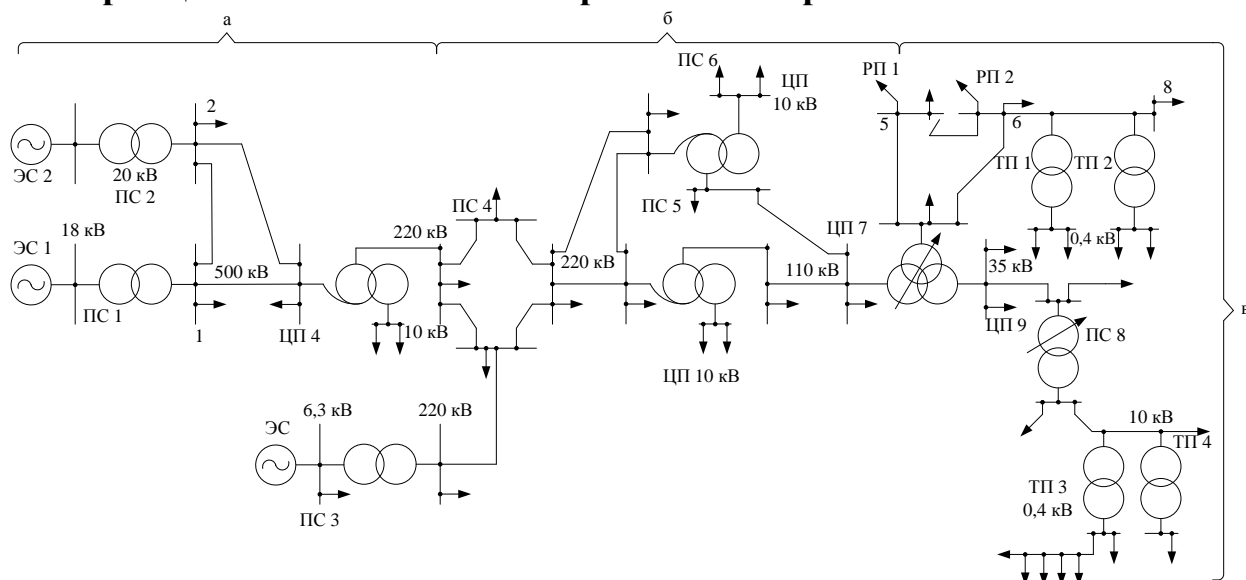 а
б
ПС 6
ЦП
10 кВ
РП 1
РП 2
8
2
5
6
ЭС 2
20 кВ
ПС 2
ТП 1
ТП 2
ПС 4
ПС 5
ЦП 7
0,4 кВ
ЭС 1
18 кВ
220 кВ
220 кВ
110 кВ
35 кВ
в
500 кВ
ПС 1
1
ЦП 4
10 кВ
ЦП 9
ПС 8
ЦП 10 кВ
6,3 кВ
220 кВ
10 кВ
ЭС
ТП 4
ПС 3
ТП 3
0,4 кВ